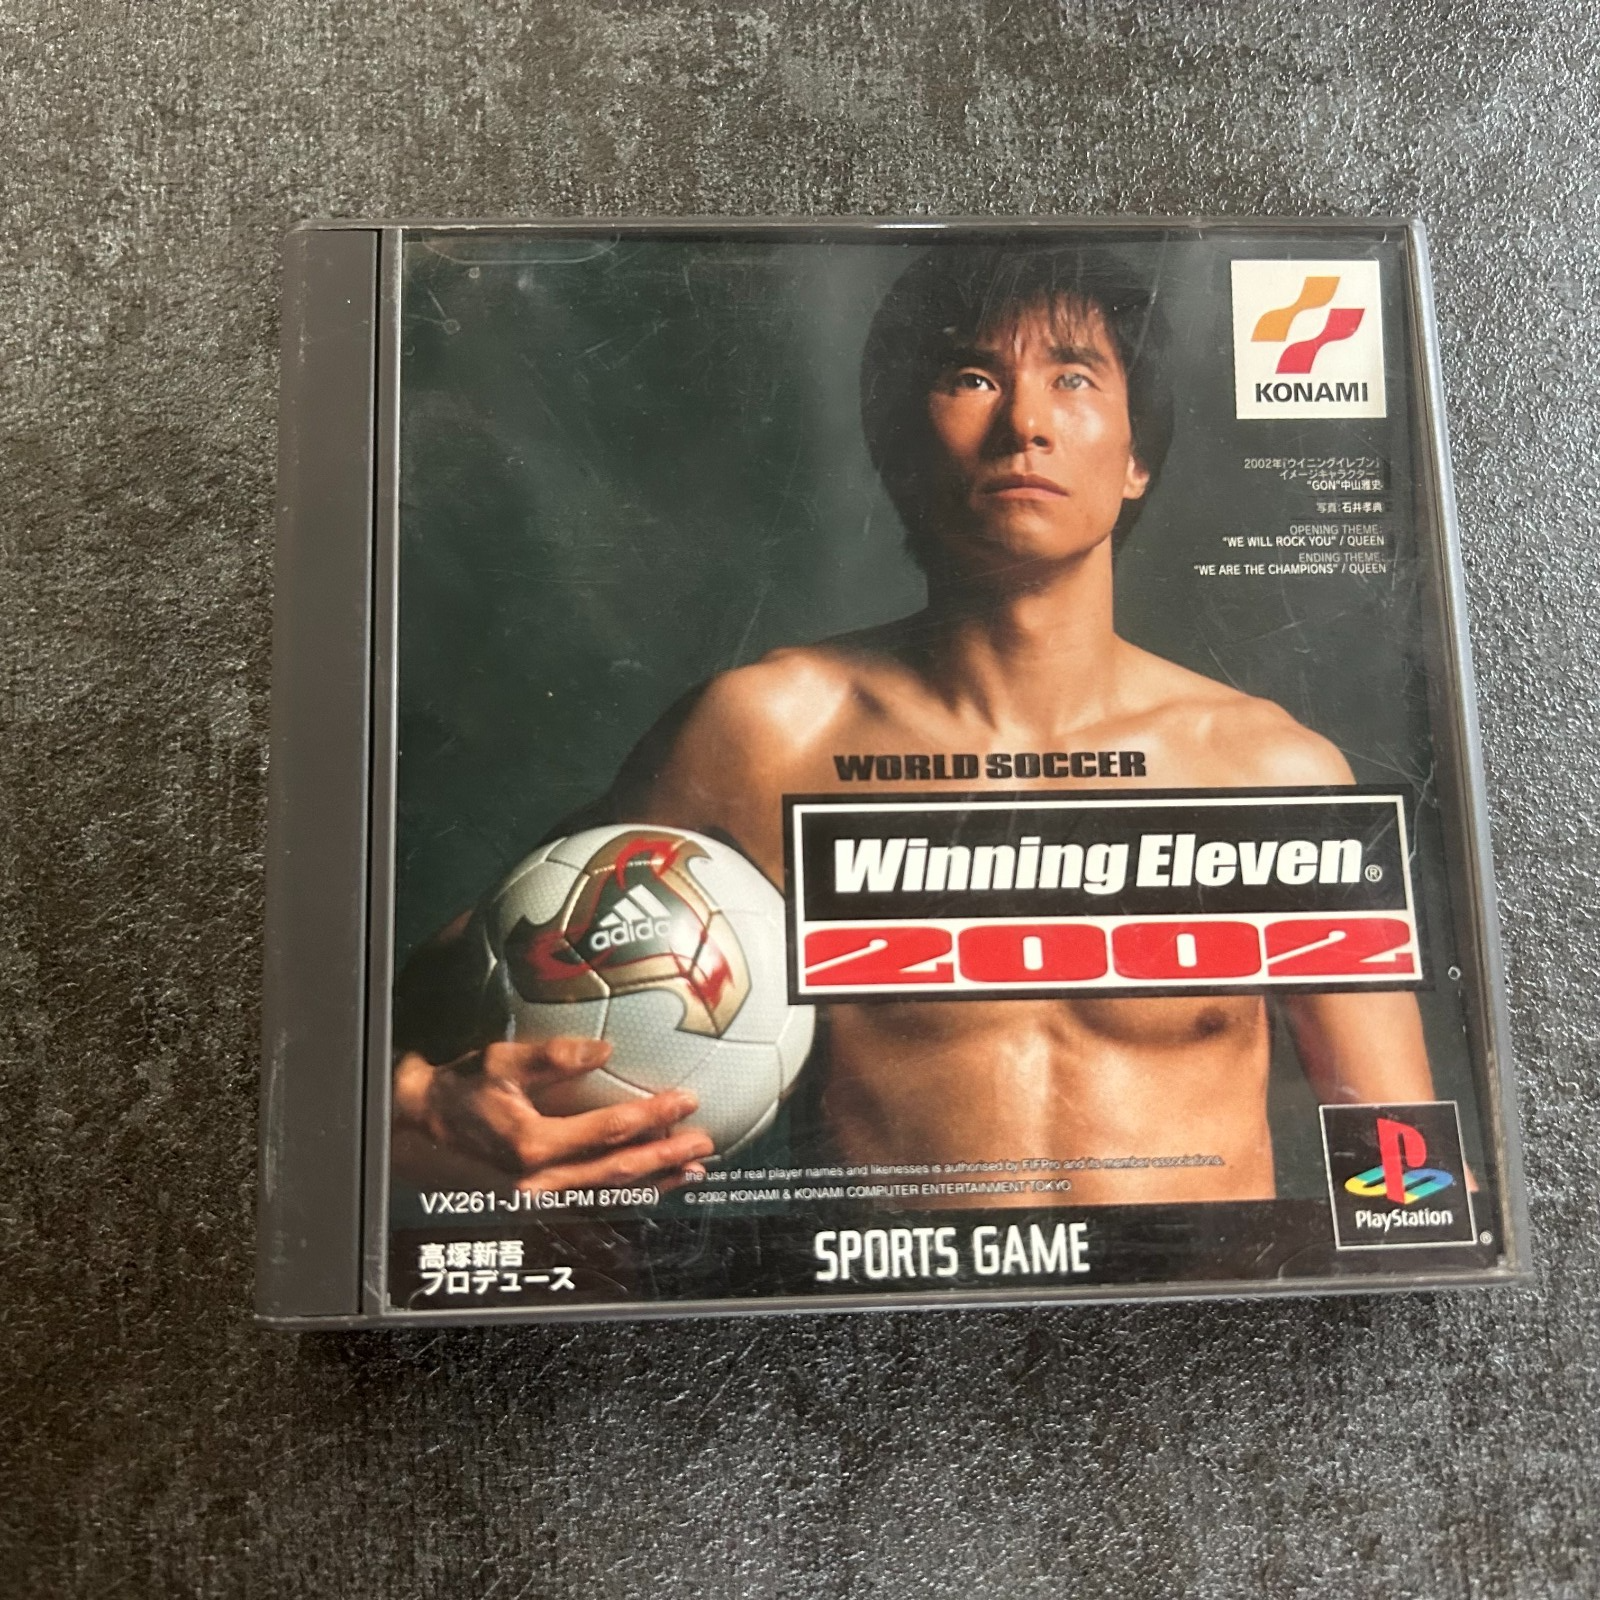 KONAMI
2002年「ウイニングイレブン」
イメージキャラクター:
"GON"中山雅史
写真:石井孝典
OPENING THEME:
"WE WILL ROCK YOU" / QUEEN
ENDING THEME:
"WE ARE THE CHAMPIONS" / QUEEN
WORLD SOCCER
Winning Eleven®
2002
adidas
the use of real player names and likenesses is authorised by FIFPro and its member associations.
VX261-J1(SLPM 87056)
© 2002 KONAMI & KONAMI COMPUTER ENTERTAINMENT TOKYO
高塚新吾
プロデュース
SPORTS GAME
PlayStation
®